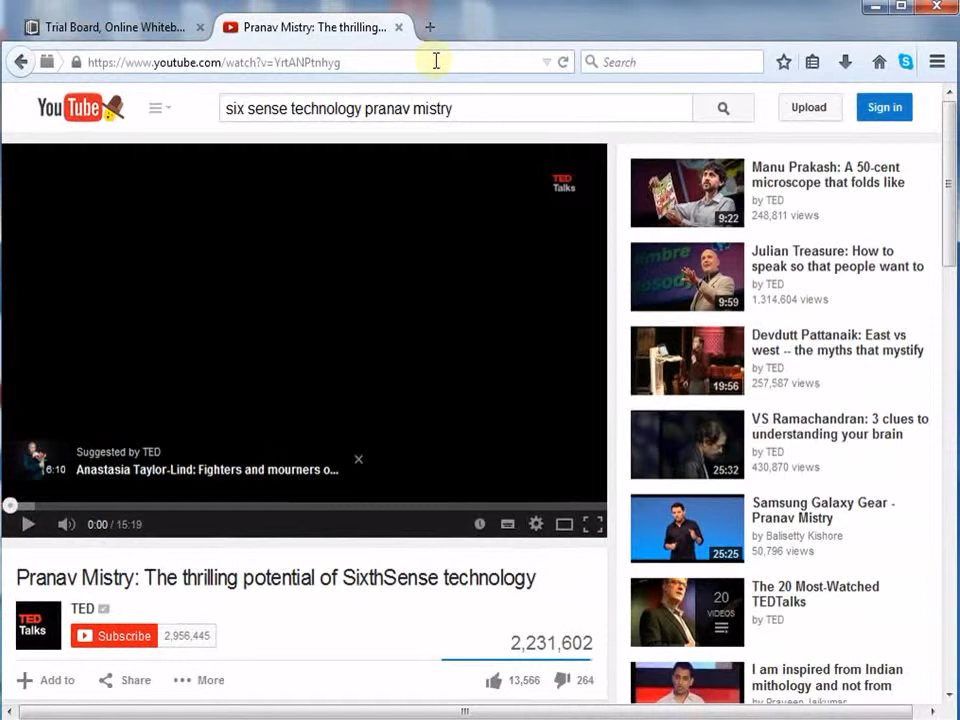 Trial Board, Online Whiteb...
Pranav Mistry: The thrilling...
https://www.youtube.com/watch?v=YrtANPtnhyg
Search
YouTube
six sense technology pranav mistry
Upload
Sign in
TED
Talks
Suggested by TED
Anastasia Taylor-Lind: Fighters and mourners o...
6:10
0:00 / 15:19
Pranav Mistry: The thrilling potential of SixthSense technology
TED
Talks
TED
Subscribe
2,956,445
2,231,602
Add to
Share
More
13,566
264
Manu Prakash: A 50-cent
microscope that folds like
by TED
248,811 views
9:22
Julian Treasure: How to
speak so that people want to
by TED
1,314,604 views
9:59
Devdutt Pattanaik: East vs
west -- the myths that mystify
by TED
257,587 views
19:56
VS Ramachandran: 3 clues to
understanding your brain
by TED
430,870 views
25:32
Samsung Galaxy Gear -
Pranav Mistry
by Balisetty Kishore
50,796 views
25:25
The 20 Most-Watched
TEDTalks
by TED
20
VIDEOS
I am inspired from Indian
mithology and not from
by Praveen Jaikumar